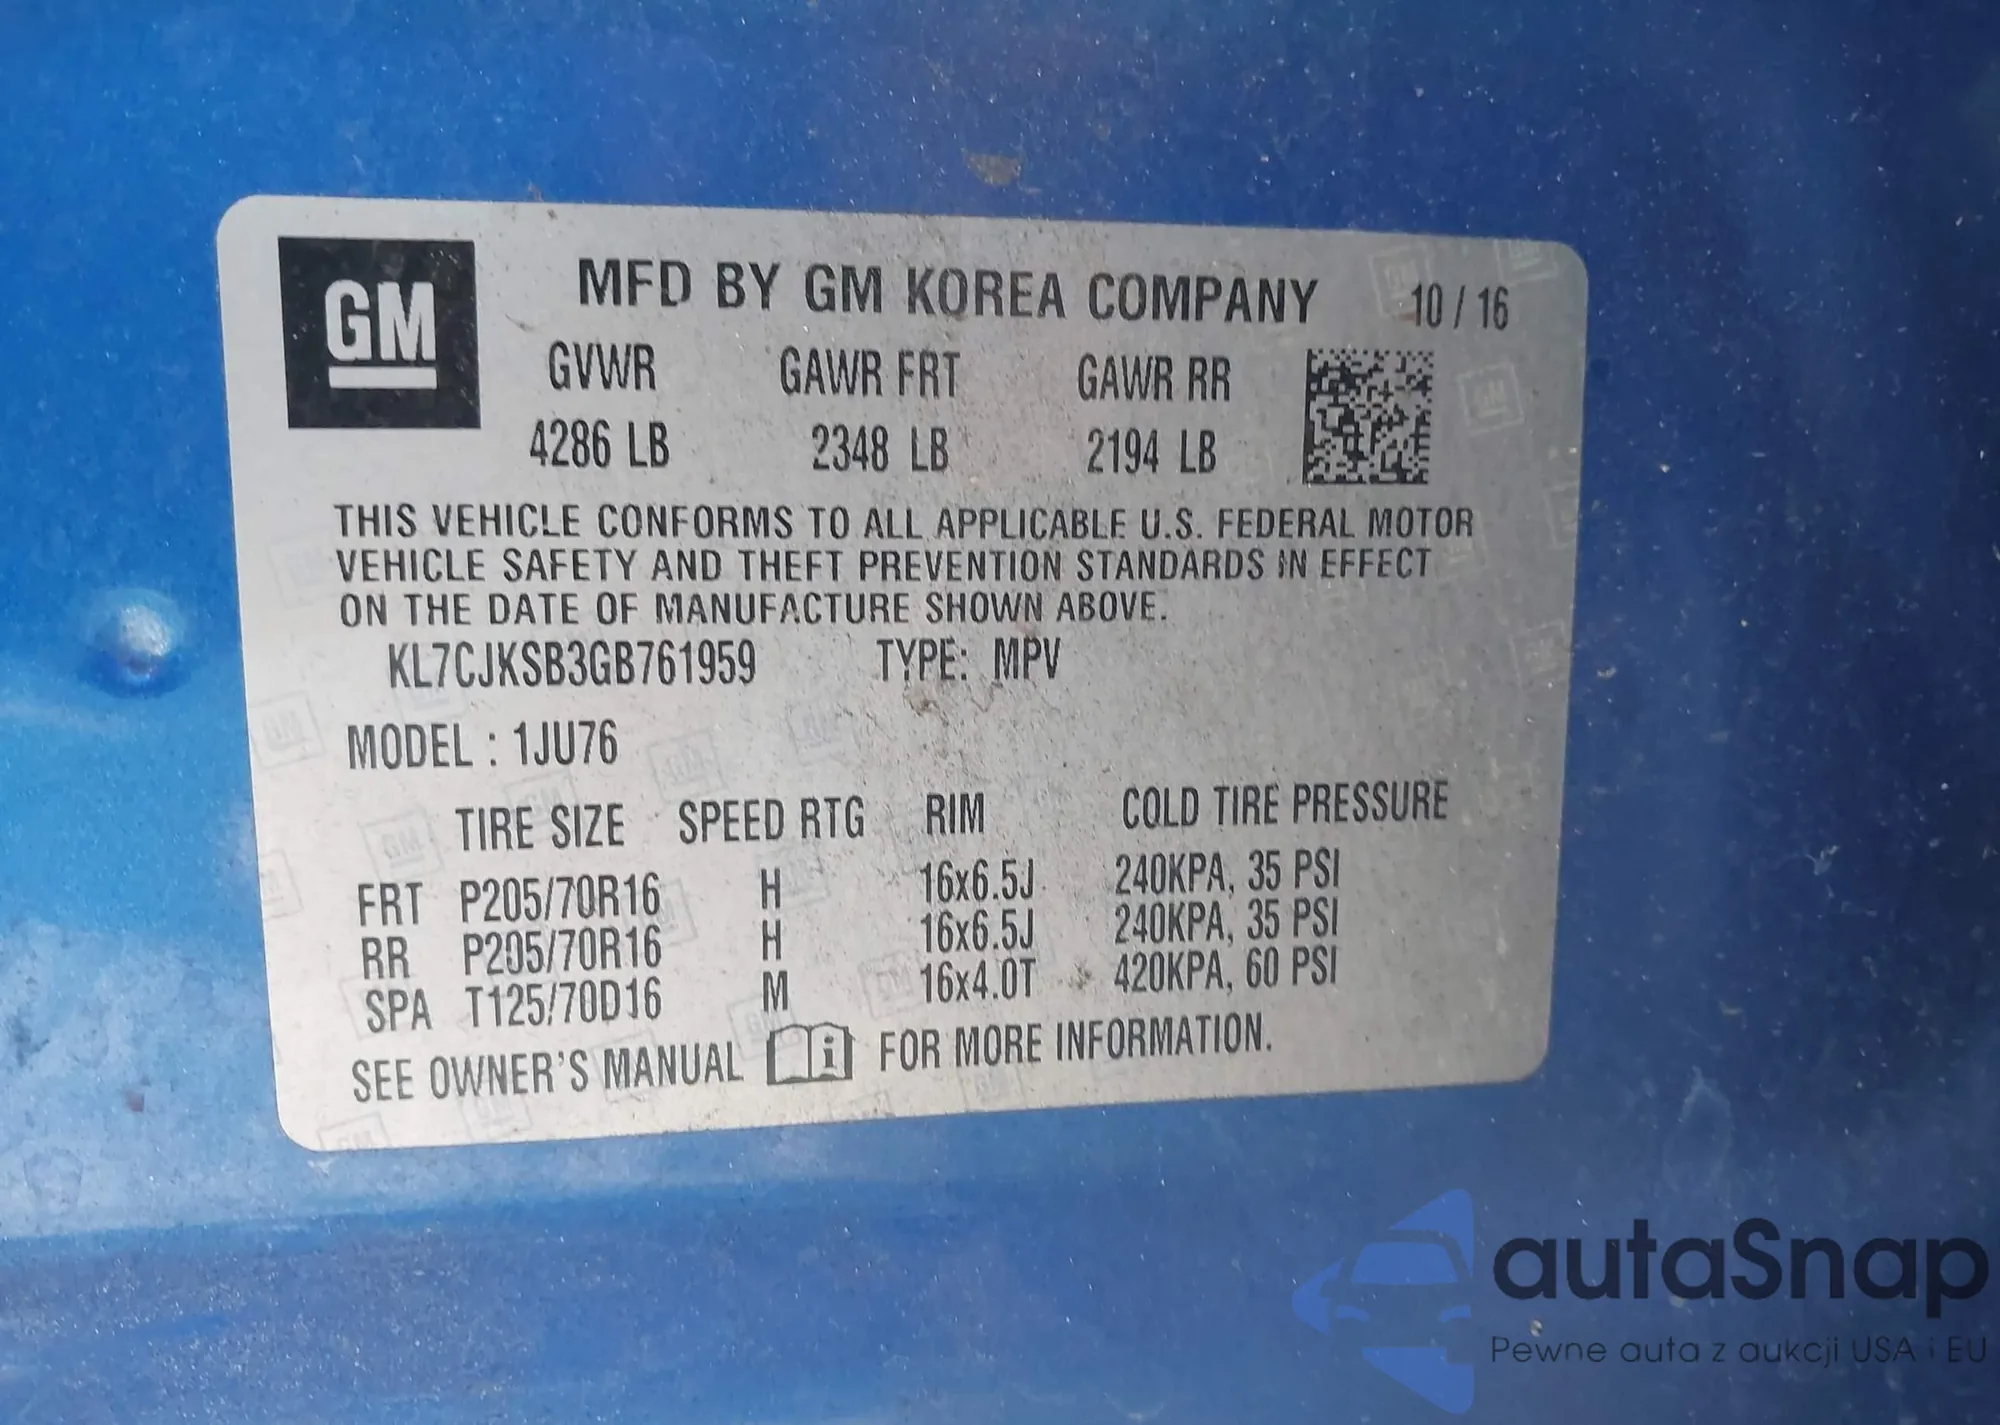 GM
MFD BY GM KOREA COMPANY 10 / 16
GVWR GAWR FRT GAWR RR
4286 LB 2348 LB 2194 LB
THIS VEHICLE CONFORMS TO ALL APPLICABLE U.S. FEDERAL MOTOR
VEHICLE SAFETY AND THEFT PREVENTION STANDARDS IN EFFECT
ON THE DATE OF MANUFACTURE SHOWN ABOVE.
KL7CJKSB3GB761959 TYPE: MPV
MODEL : 1JU76
TIRE SIZE SPEED RTG RIM COLD TIRE PRESSURE
FRT P205/70R16 H 16x6.5J 240KPA, 35 PSI
RR P205/70R16 H 16x6.5J 240KPA, 35 PSI
SPA T125/70D16 M 16x4.0T 420KPA, 60 PSI
SEE OWNER'S MANUAL i FOR MORE INFORMATION.
autaSnap
Pewne auta z aukcji USA i EU